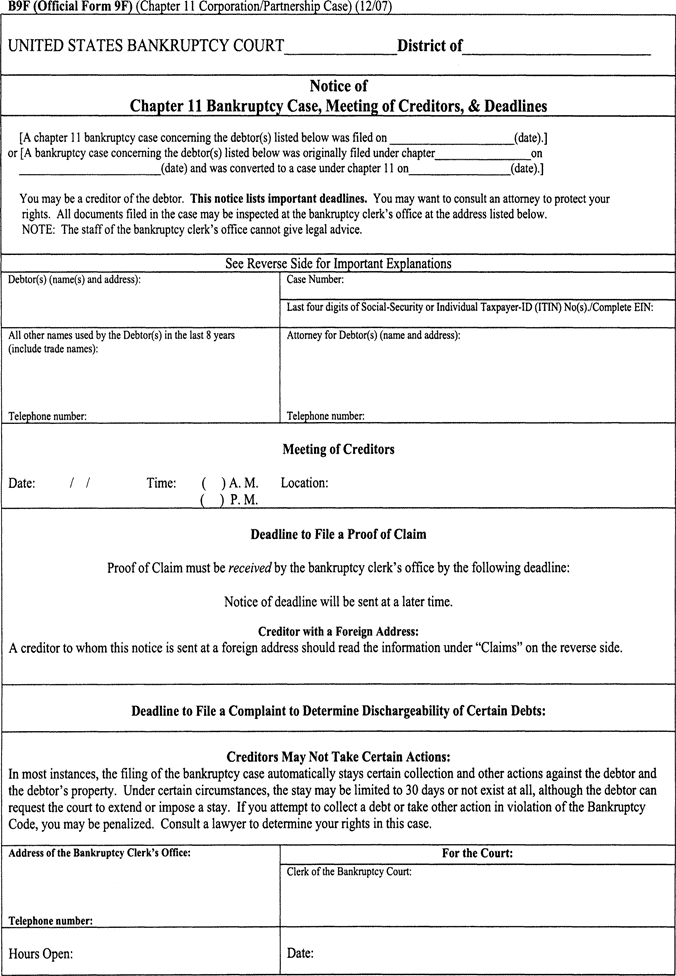 B9F (Official Form 9F) (Chapter 11 Corporation/Partnership Case) (12/07)
UNITED STATES BANKRUPTCY COURT_______________District of_________________________
Notice of
Chapter 11 Bankruptcy Case, Meeting of Creditors, & Deadlines
[A chapter 11 bankruptcy case concerning the debtor(s) listed below was filed on __________________(date).]
or [A bankruptcy case concerning the debtor(s) listed below was originally filed under chapter______________on
____________________(date) and was converted to a case under chapter 11 on______________(date).]
You may be a creditor of the debtor. This notice lists important deadlines. You may want to consult an attorney to protect your
rights. All documents filed in the case may be inspected at the bankruptcy clerk's office at the address listed below.
NOTE: The staff of the bankruptcy clerk's office cannot give legal advice.
See Reverse Side for Important Explanations
Debtor(s) (name(s) and address):
Case Number:
Last four digits of Social-Security or Individual Taxpayer-ID (ITIN) No(s)./Complete EIN:
All other names used by the Debtor(s) in the last 8 years
(include trade names):
Attorney for Debtor(s) (name and address):
Telephone number:
Telephone number:
Meeting of Creditors
Date: / / Time: ( ) A. M. Location:
( ) P. M.
Deadline to File a Proof of Claim
Proof of Claim must be received by the bankruptcy clerk's office by the following deadline:
Notice of deadline will be sent at a later time.
Creditor with a Foreign Address:
A creditor to whom this notice is sent at a foreign address should read the information under “Claims” on the reverse side.
Deadline to File a Complaint to Determine Dischargeability of Certain Debts:
Creditors May Not Take Certain Actions:
In most instances, the filing of the bankruptcy case automatically stays certain collection and other actions against the debtor and
the debtor's property. Under certain circumstances, the stay may be limited to 30 days or not exist at all, although the debtor can
request the court to extend or impose a stay. If you attempt to collect a debt or take other action in violation of the Bankruptcy
Code, you may be penalized. Consult a lawyer to determine your rights in this case.
Address of the Bankruptcy Clerk's Office:
For the Court:
Clerk of the Bankruptcy Court:
Telephone number:
Hours Open:
Date: